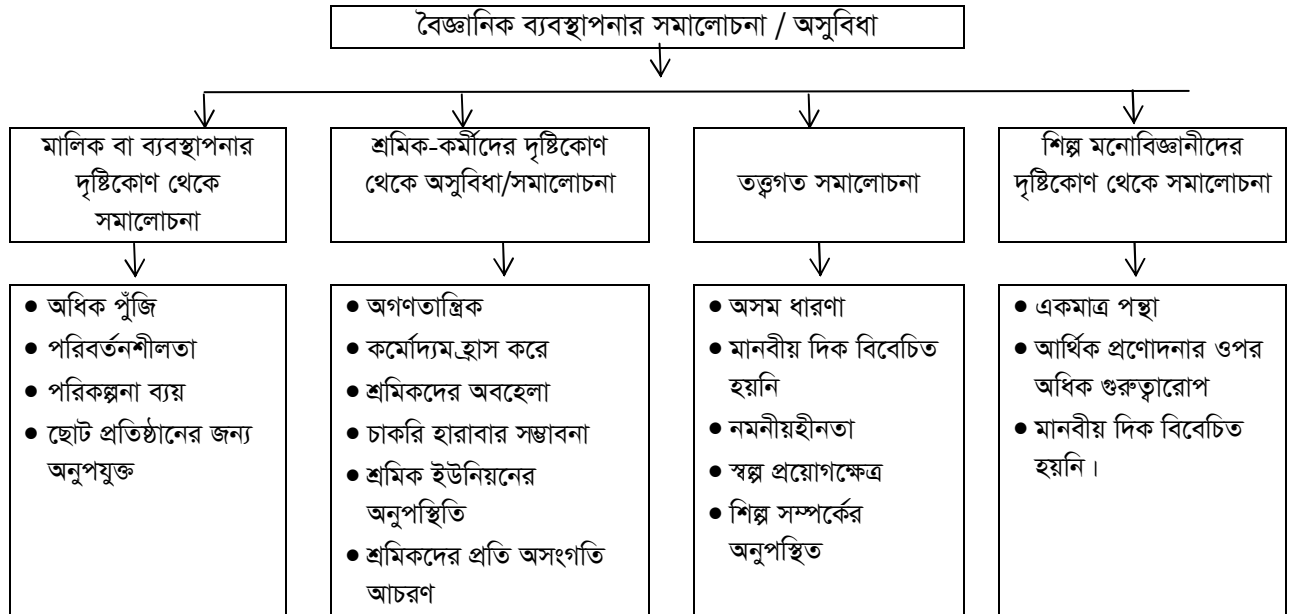 বৈজ্ঞানিক ব্যবস্থাপনার সমালোচনা / অসুবিধা
মালিক বা ব্যবস্থাপনার
দৃষ্টিকোণ থেকে
সমালোচনা
শ্রমিক-কর্মীদের দৃষ্টিকোণ
থেকে অসুবিধা/সমালোচনা
তত্ত্বগত সমালোচনা
শিল্প মনোবিজ্ঞানীদের
দৃষ্টিকোণ থেকে সমালোচনা
● অধিক পুঁজি
● পরিবর্তনশীলতা
● পরিকল্পনা ব্যয়
● ছোট প্রতিষ্ঠানের জন্য
অনুপযুক্ত
● অগণতান্ত্রিক
● কর্মোদ্যম হ্রাস করে
● শ্রমিকদের অবহেলা
● চাকরি হারাবার সম্ভাবনা
● শ্রমিক ইউনিয়নের
অনুপস্থিতি
● শ্রমিকদের প্রতি অসংগতি
আচরণ
● অসম ধারণা
● মানবীয় দিক বিবেচিত
হয়নি
● নমনীয়হীনতা
● স্বল্প প্রয়োগক্ষেত্র
● শিল্প সম্পর্কের
অনুপস্থিত
● একমাত্র পন্থা
● আর্থিক প্রণোদনার ওপর
অধিক গুরুত্বারোপ
● মানবীয় দিক বিবেচিত
হয়নি।